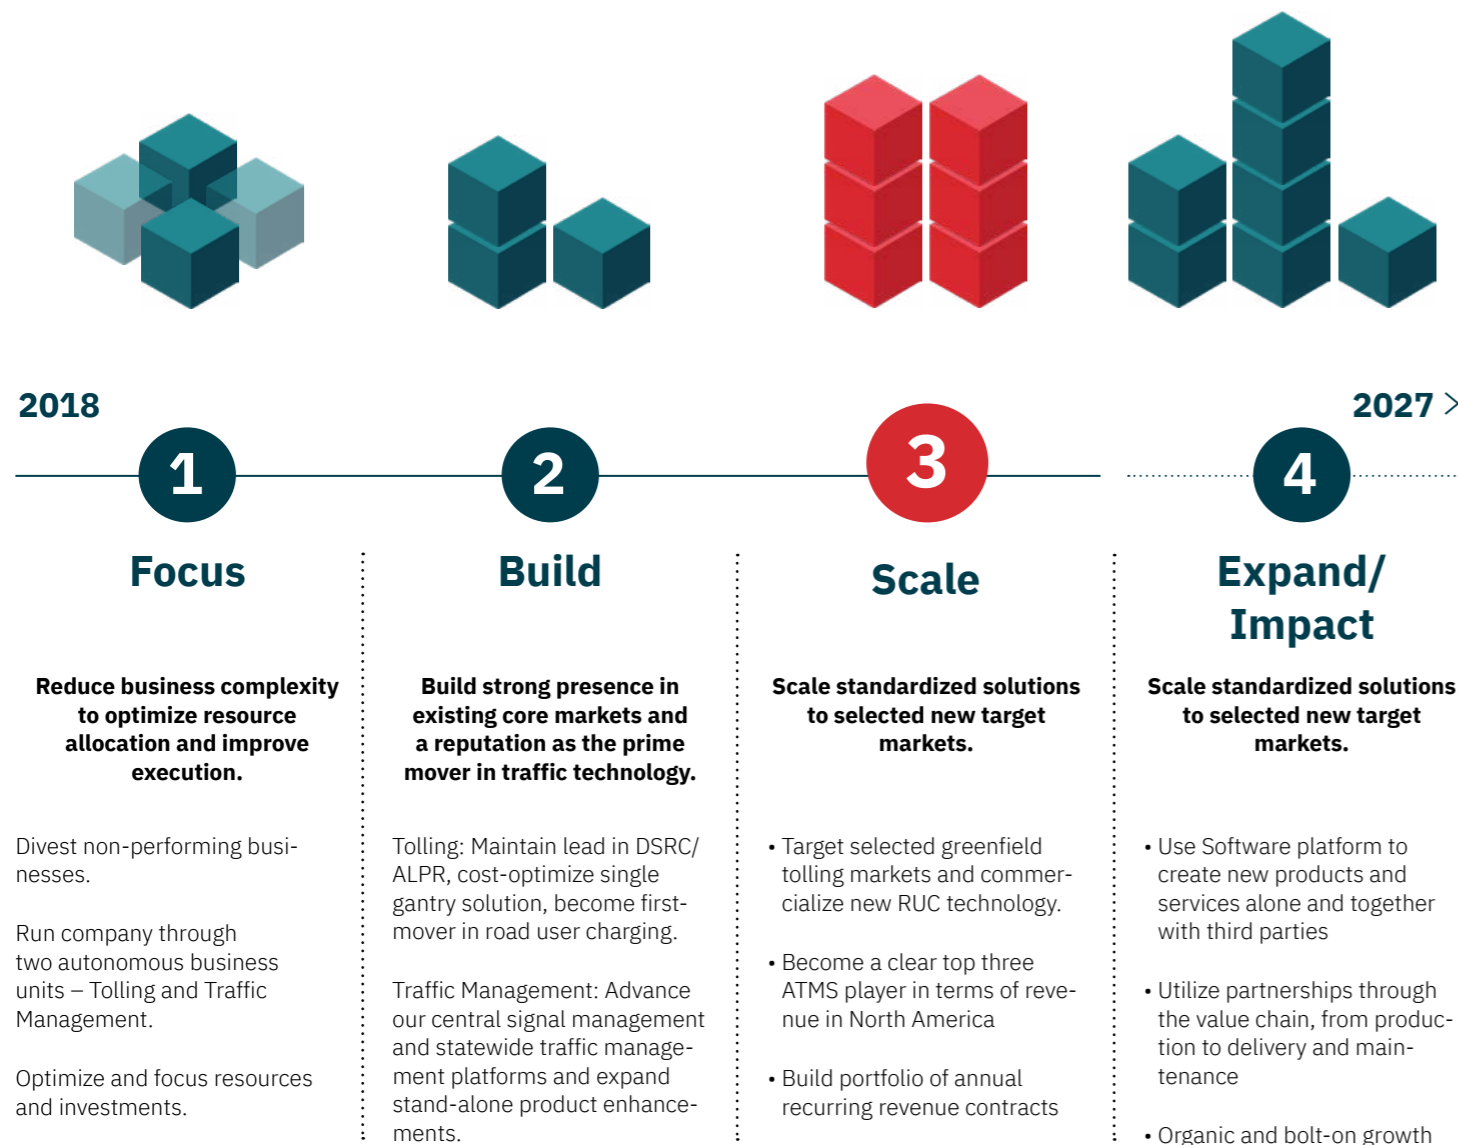 2018
2027 >
1
2
3
4
Focus
Build
Scale
Expand/
Impact
Reduce business complexity
to optimize resource
allocation and improve
execution.
Divest non-performing busi-
nesses.
Run company through
two autonomous business
units – Tolling and Traffic
Management.
Optimize and focus resources
and investments.
Build strong presence in
existing core markets and
a reputation as the prime
mover in traffic technology.
Tolling: Maintain lead in DSRC/
ALPR, cost-optimize single
gantry solution, become first-
mover in road user charging.
Traffic Management: Advance
our central signal management
and statewide traffic manage-
ment platforms and expand
stand-alone product enhance-
ments.
Scale standardized solutions
to selected new target
markets.
• Target selected greenfield
tolling markets and commer-
cialize new RUC technology.
• Become a clear top three
ATMS player in terms of reve-
nue in North America
• Build portfolio of annual
recurring revenue contracts
Scale standardized solutions
to selected new target
markets.
• Use Software platform to
create new products and
services alone and together
with third parties
• Utilize partnerships through
the value chain, from produc-
tion to delivery and main-
tenance
• Organic and bolt-on growth